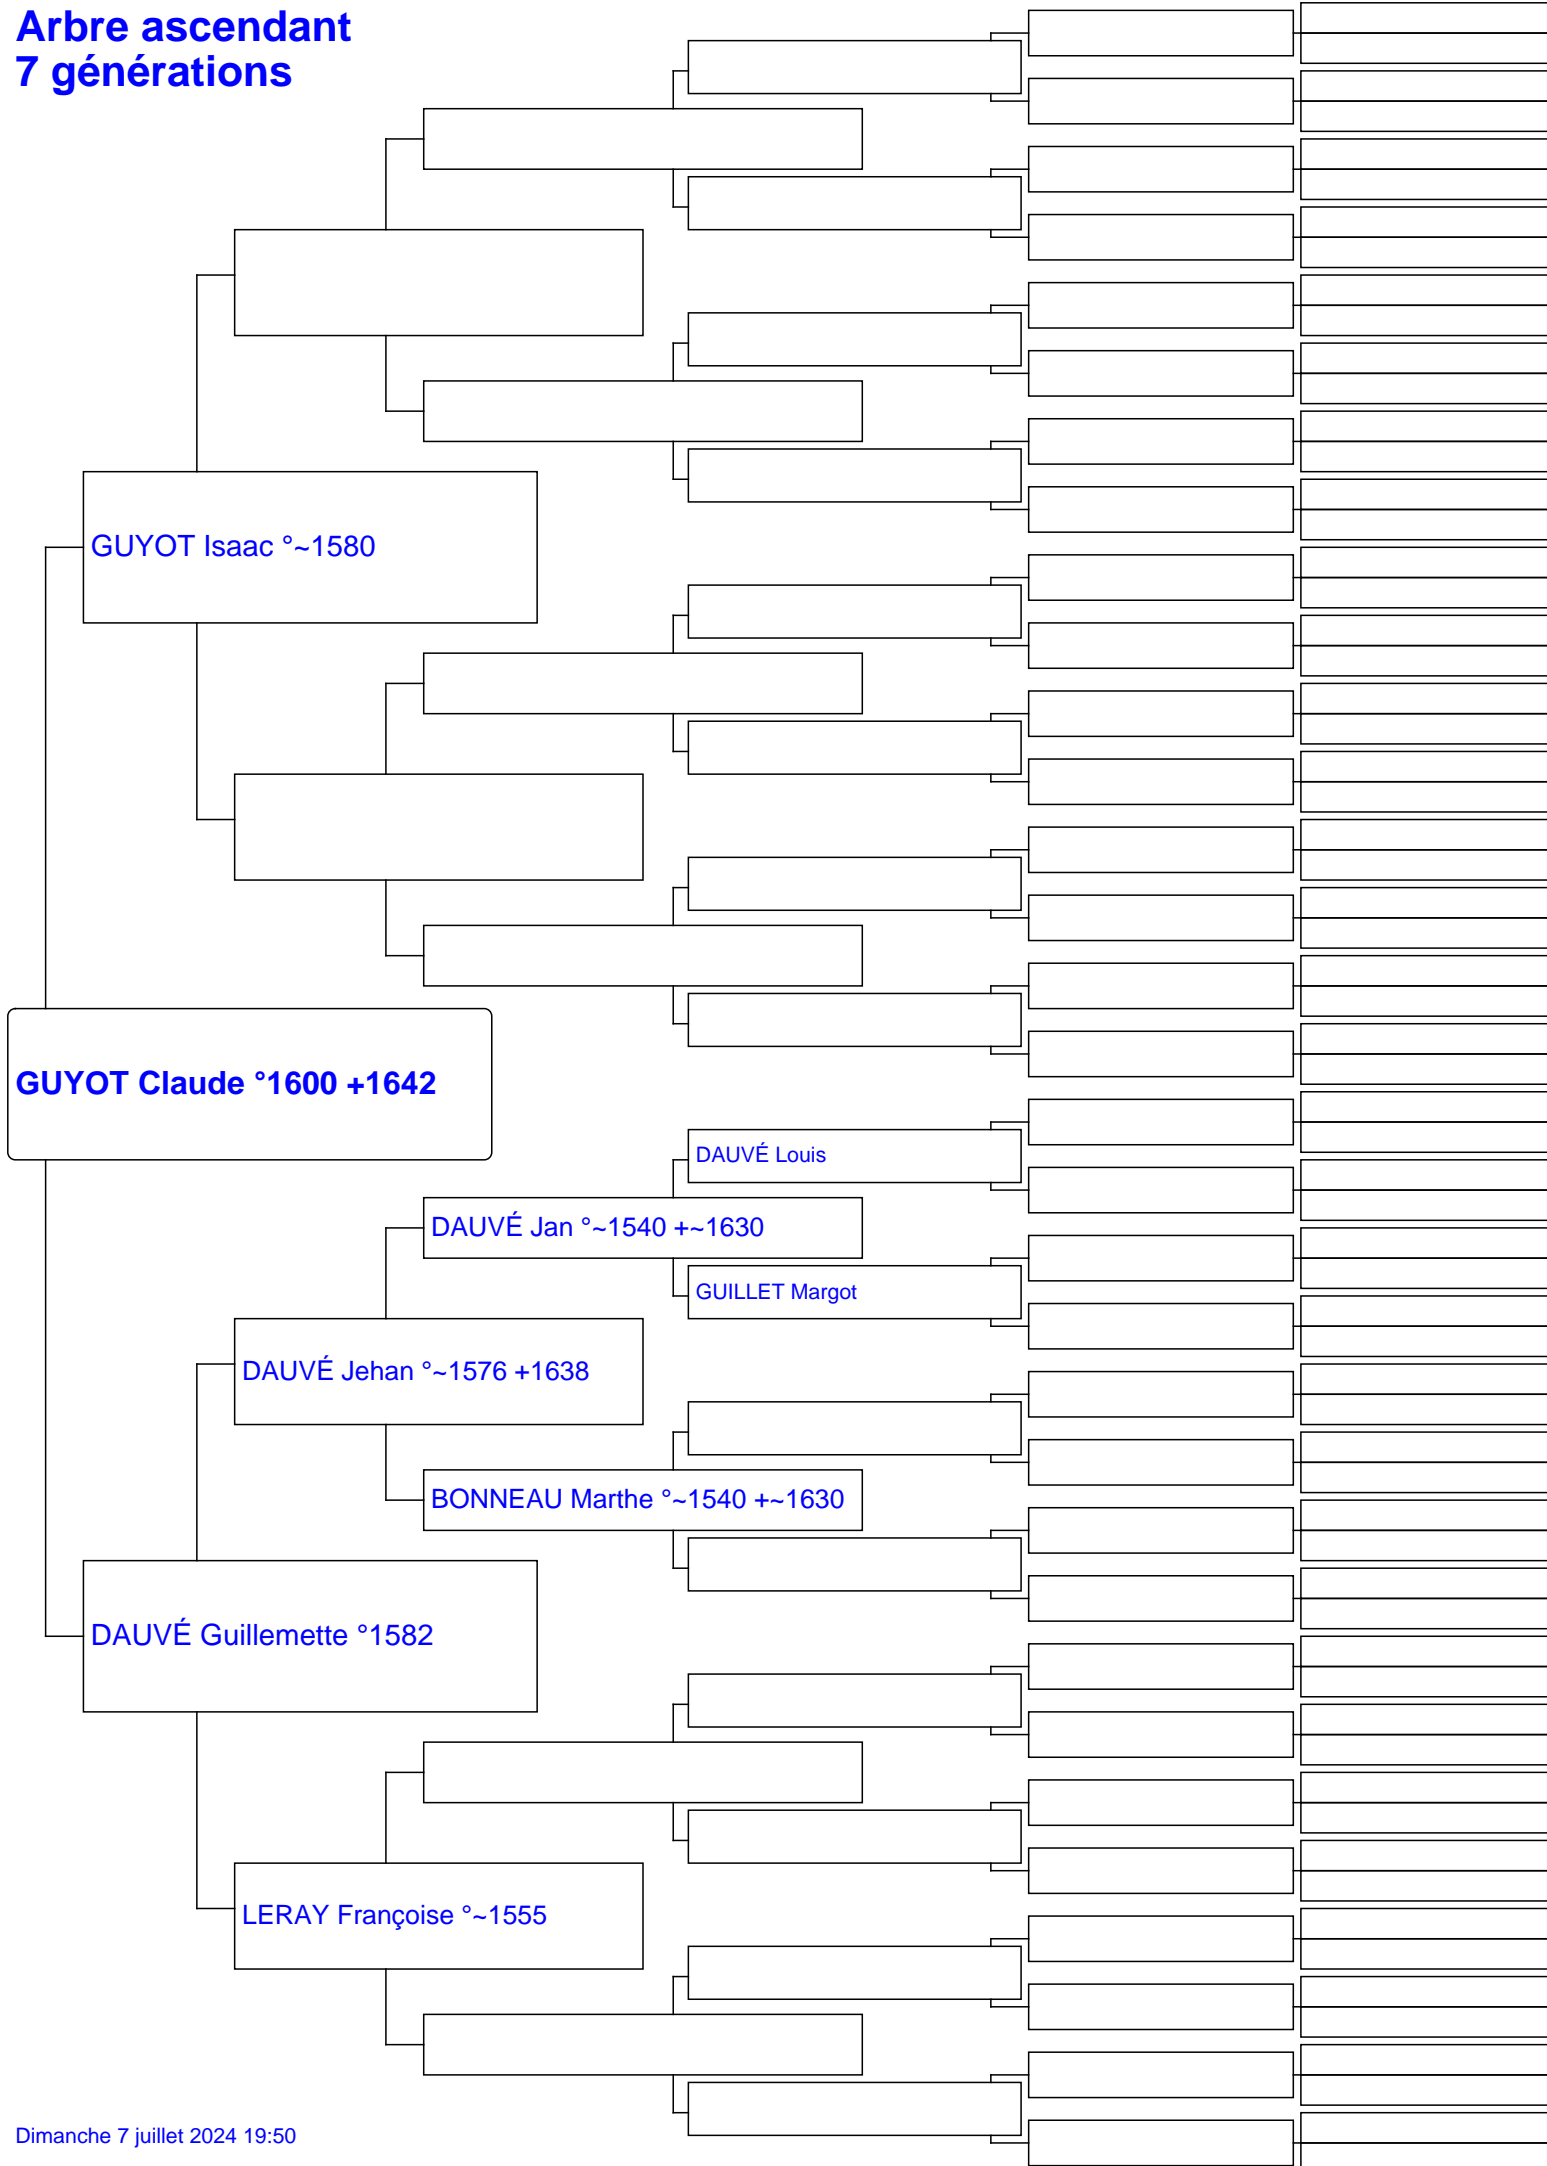 Arbre ascendant
7 générations
GUYOT Isaac °~1580
GUYOT Claude °1600 +1642
DAUVÉ Louis
DAUVÉ Jan °~1540 +~1630
GUILLET Margot
DAUVÉ Jehan °~1576 +1638
BONNEAU Marthe °~1540 +~1630
DAUVÉ Guillemette °1582
LERAY Françoise °~1555
Dimanche 7 juillet 2024 19:50